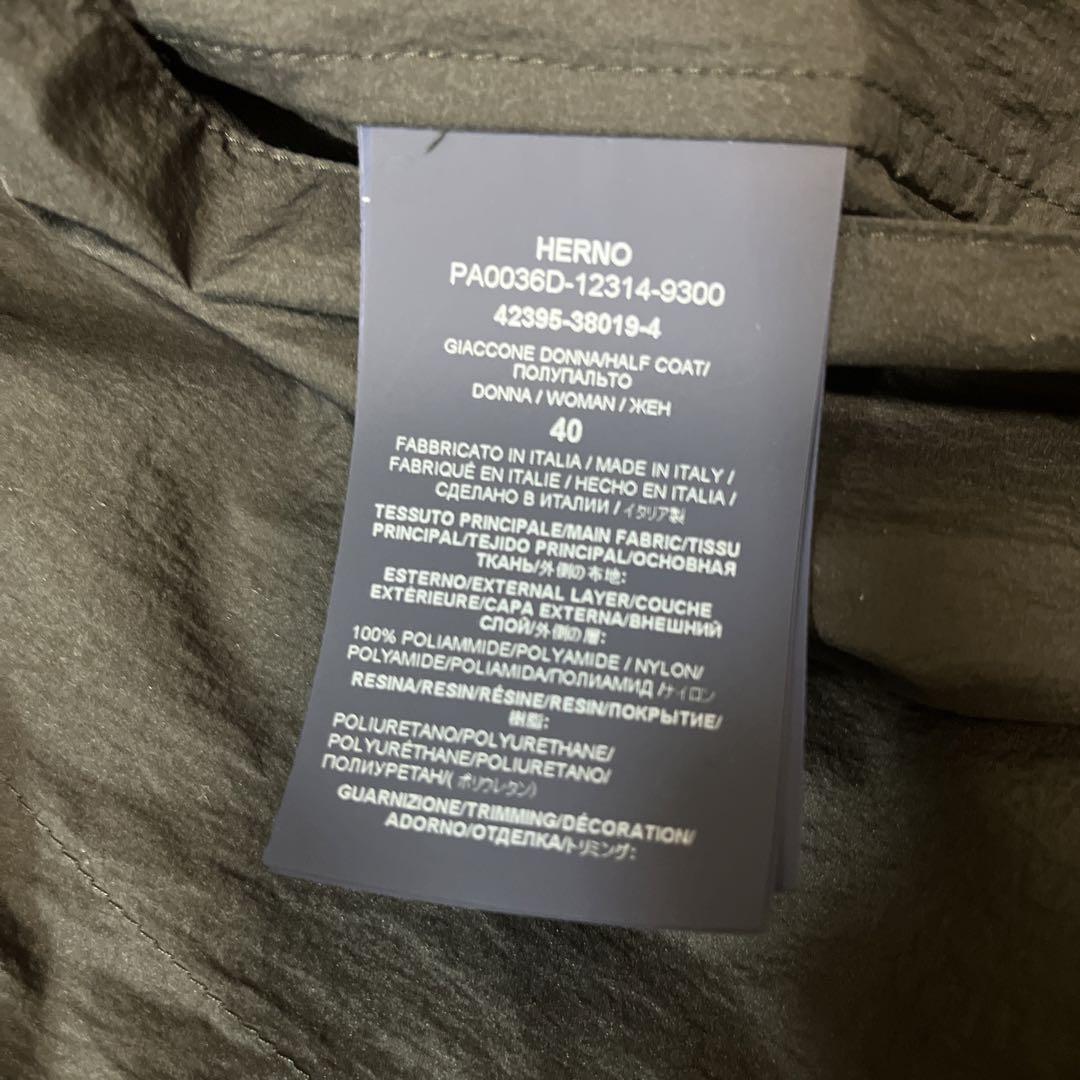 HERNO
PA0036D-12314-9300
42395-38019-4
GIACCONE DONNA/HALF COAT/
ПОЛУПАЛЬТО
DONNA / WOMAN / ЖЕН
40
FABBRICATO IN ITALIA / MADE IN ITALY /
FABRIQUÉ EN ITALIE / HECHO EN ITALIA /
СДЕЛАНО В ИТАЛИИ / イタリア製
TESSUTO PRINCIPALE/MAIN FABRIC/TISSU
PRINCIPAL/TEJIDO PRINCIPAL/ОСНОВНАЯ
ТКАНЬ/外側の布地:
ESTERNO/EXTERNAL LAYER/COUCHE
EXTÉRIEURE/CAPA EXTERNA/ВНЕШНИЙ
СЛОЙ/外側の層:
100% POLIAMMIDE/POLYAMIDE / NYLON/
POLYAMIDE/POLIAMIDA/ПОЛИАМИД /ナイロン
RESINA/RESIN/RÉSINE/RESIN/ПОКРЫТИЕ/
樹脂:
POLIURETANO/POLYURETHANE/
POLYURÉTHANE/POLIURETANO/
ПОЛИУРЕТАН/( ポリウレタン)
GUARNIZIONE/TRIMMING/DÉCORATION/
ADORNO/ОТДЕЛКА/トリミング: